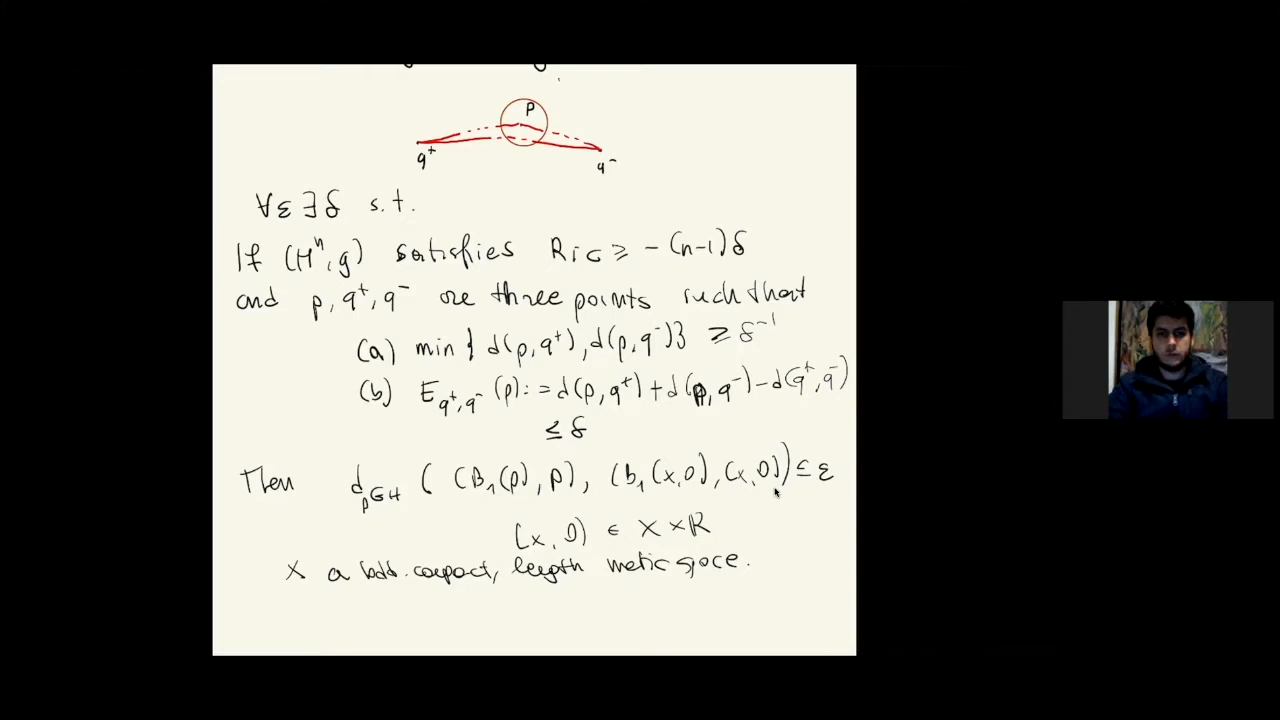 p
q⁺
q⁻
∀ε ∃δ s.t.
If (Mⁿ, g) satisfies Ric ≥ -(n-1)δ
and p, q⁺, q⁻ are three points such that
(a) min { d(p,q⁺), d(p,q⁻)} ≥ δ⁻¹
(b) E_{q⁺,q⁻}(p) := d(p,q⁺) + d(p,q⁻) - d(q⁺,q⁻)
≤ δ
Then d_{pGH} ( (B₁(p), p), (B₁(x,0), (x,0)) ≤ ε
(x,0) ∈ X × ℝ
X a bdd. compact, length metric space.